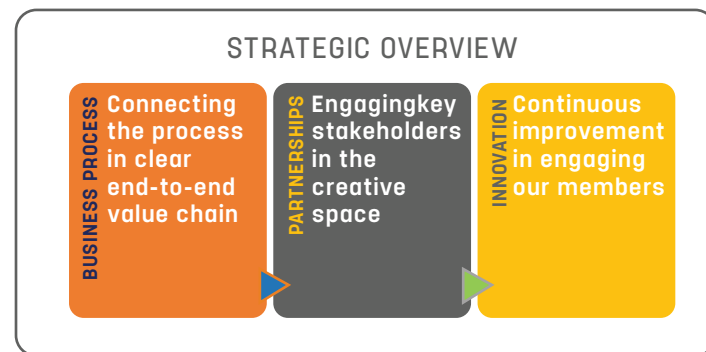 STRATEGIC OVERVIEW
BUSINESS PROCESS
Connecting
the process
in clear
end-to-end
value chain
PARTNERSHIPS
Engagingkey
stakeholders
in the
creative
space
INNOVATION
Continuous
improvement
in engaging
our members